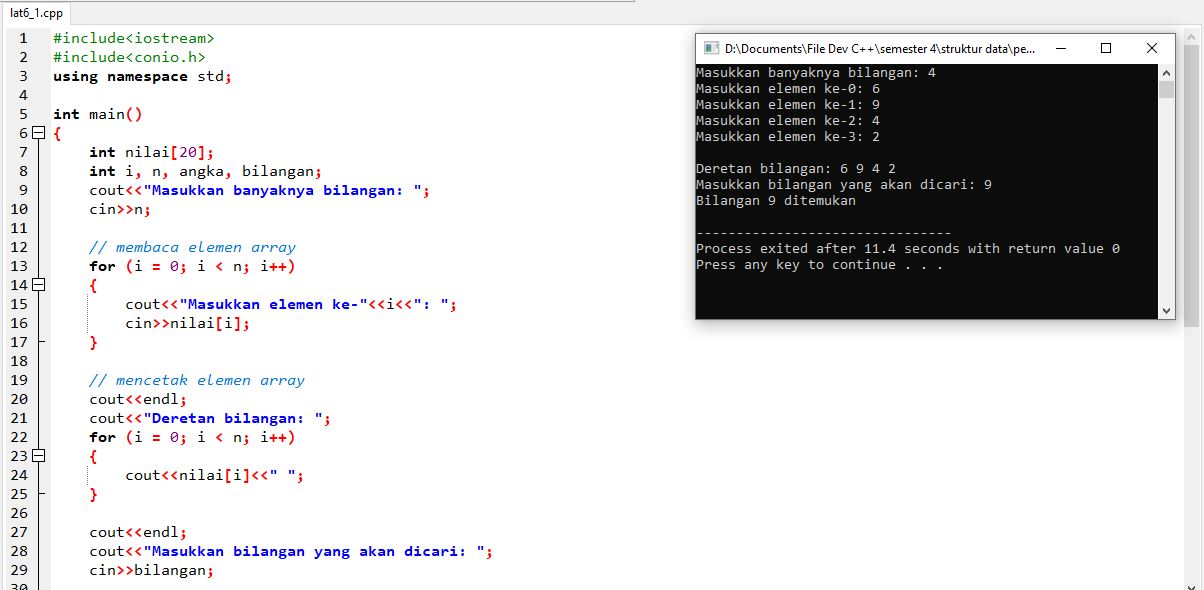 lat6_1.cpp
1 #include<iostream>
2 #include<conio.h>
3 using namespace std;
4
5 int main()
6 {
7 int nilai[20];
8 int i, n, angka, bilangan;
9 cout<<"Masukkan banyaknya bilangan: ";
10 cin>>n;
11
12 // membaca elemen array
13 for (i = 0; i < n; i++)
14 {
15 cout<<"Masukkan elemen ke-"<<i<<": ";
16 cin>>nilai[i];
17 }
18
19 // mencetak elemen array
20 cout<<endl;
21 cout<<"Deretan bilangan: ";
22 for (i = 0; i < n; i++)
23 {
24 cout<<nilai[i]<<" ";
25 }
26
27 cout<<endl;
28 cout<<"Masukkan bilangan yang akan dicari: ";
29 cin>>bilangan;
30
D:\Documents\File Dev C++\semester 4\struktur data\pe...
Masukkan banyaknya bilangan: 4
Masukkan elemen ke-0: 6
Masukkan elemen ke-1: 9
Masukkan elemen ke-2: 4
Masukkan elemen ke-3: 2
Deretan bilangan: 6 9 4 2
Masukkan bilangan yang akan dicari: 9
Bilangan 9 ditemukan
--------------------------------
Process exited after 11.4 seconds with return value 0
Press any key to continue . . .